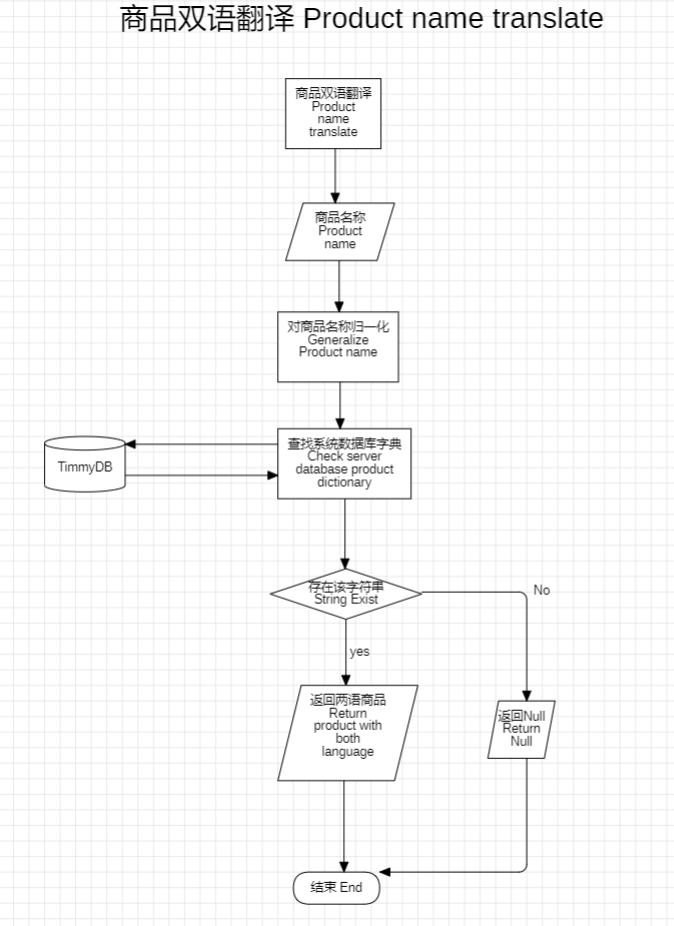 商品双语翻译 Product name translate
商品双语翻译
Product
name
translate
商品名称
Product
name
对商品名称归一化
Generalize
Product name
查找系统数据库字典
Check server
database product
dictionary
TimmyDB
存在该字符串
String Exist
No
yes
返回两语商品
Return
product with
both
language
返回Null
Return
Null
结束 End